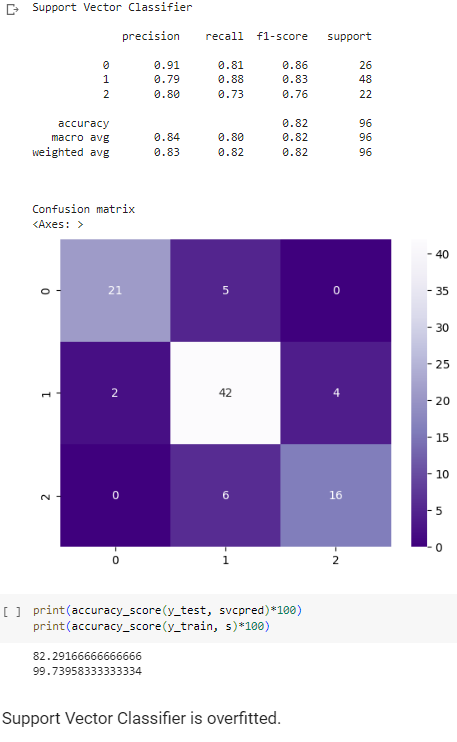 Support Vector Classifier
precision recall f1-score support
0 0.91 0.81 0.86 26
1 0.79 0.88 0.83 48
2 0.80 0.73 0.76 22
accuracy 0.82 96
macro avg 0.84 0.80 0.82 96
weighted avg 0.83 0.82 0.82 96
Confusion matrix
<Axes: >
0 21 5 0
1 2 42 4
2 0 6 16
0 1 2
40
35
30
25
20
15
10
5
0
[ ] print(accuracy_score(y_test, svcpred)*100)
print(accuracy_score(y_train, s)*100)
82.29166666666666
99.73958333333334
Support Vector Classifier is overfitted.